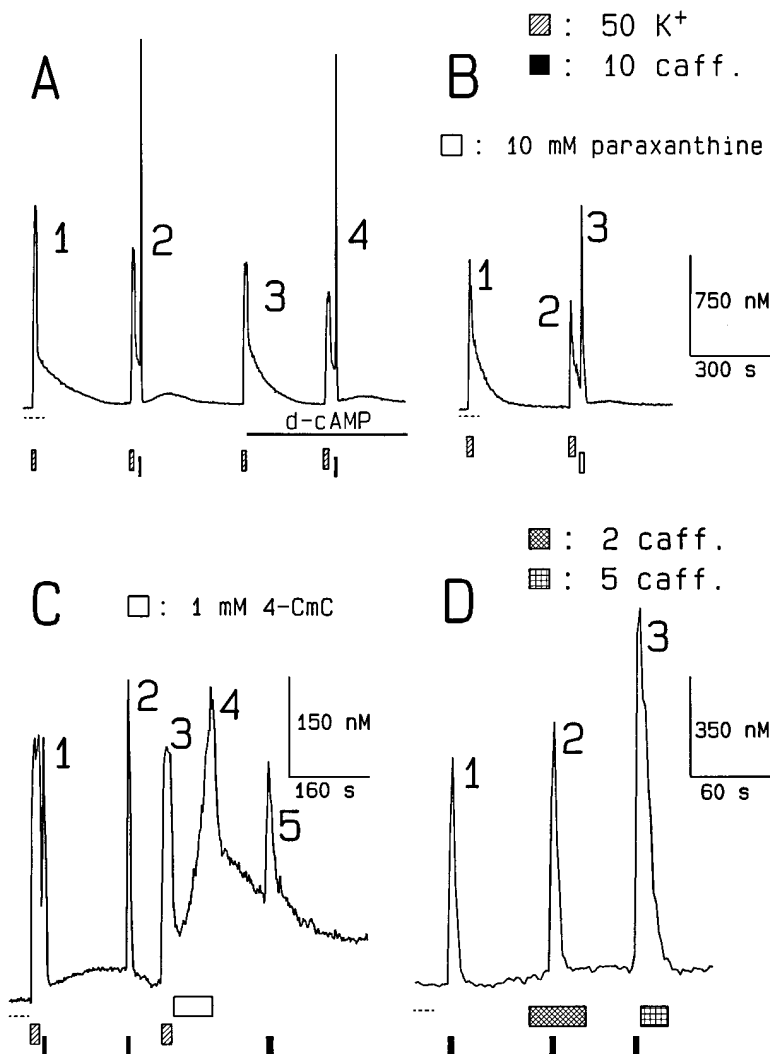 A
1
2
3
4
d-cAMP
: 50 K⁺
: 10 caff.
B
: 10 mM paraxanthine
1
2
3
750 nM
300 s
C
: 1 mM 4-CmC
1
2
3
4
5
150 nM
160 s
: 2 caff.
: 5 caff.
D
1
2
3
350 nM
60 s